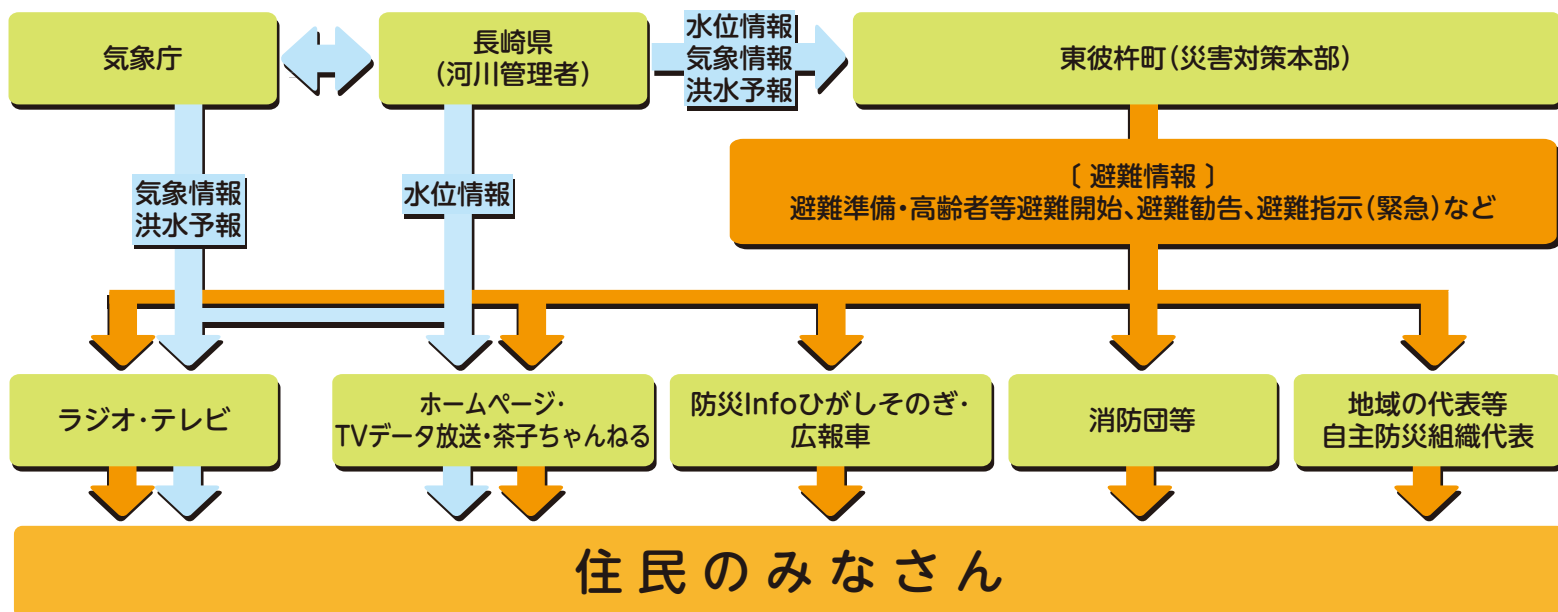 気象庁
長崎県
(河川管理者)
水位情報
気象情報
洪水予報
東彼杵町(災害対策本部)
気象情報
洪水予報
水位情報
〔 避難情報 〕
避難準備・高齢者等避難開始、避難勧告、避難指示(緊急)など
ラジオ・テレビ
ホームページ・
TVデータ放送・茶子ちゃんねる
防災Infoひがしそのぎ・
広報車
消防団等
地域の代表等
自主防災組織代表
住民のみなさん